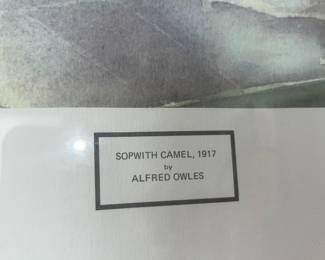 SOPWITH CAMEL, 1917
by
ALFRED OWLES